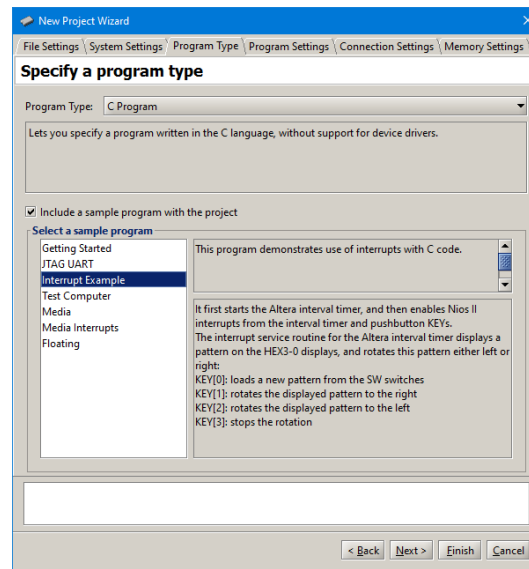 New Project Wizard
File Settings System Settings Program Type Program Settings Connection Settings Memory Settings
Specify a program type
Program Type: C Program
Lets you specify a program written in the C language, without support for device drivers.
Include a sample program with the project
Select a sample program
Getting Started
JTAG UART
Interrupt Example
Test Computer
Media
Media Interrupts
Floating
This program demonstrates use of interrupts with C code.
It first starts the Altera interval timer, and then enables Nios II
interrupts from the interval timer and pushbutton KEYs.
The interrupt service routine for the Altera interval timer displays a
pattern on the HEX3-0 displays, and rotates this pattern either left or
right:
KEY[0]: loads a new pattern from the SW switches
KEY[1]: rotates the displayed pattern to the right
KEY[2]: rotates the displayed pattern to the left
KEY[3]: stops the rotation
< Back Next > Finish Cancel